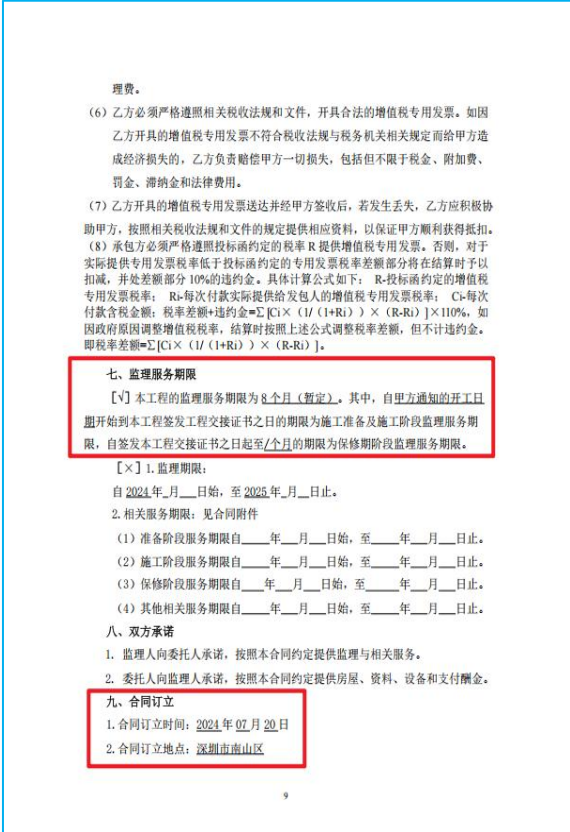 理费。
（6）乙方必须严格遵照相关税收法规和文件，开具合法的增值税专用发票。如因
乙方开具的增值税专用发票不符合税收法规与税务机关相关规定而给甲方造
成经济损失的，乙方负责赔偿甲方一切损失，包括但不限于税金、附加费、
罚金、滞纳金和法律费用。
（7）乙方开具的增值税专用发票送达并经甲方签收后，若发生丢失，乙方应积极协
助甲方，按照相关税收法规和文件的规定提供相应资料，以保证甲方顺利获得抵扣。
（8）承包方必须严格遵照投标函约定的税率 R 提供增值税专用发票。否则，对于
实际提供专用发票税率低于投标函约定的专用发票税率差额部分将在结算时予以
扣减，并处差额部分 10%的违约金。具体计算公式如下： R-投标函约定的增值税
专用发票税率； Ri-每次付款实际提供给发包人的增值税专用发票税率； Ci-每次
付款含税金额；税率差额+违约金=∑[Ci×（1/（1+Ri））×（R-Ri）]×110%，如
因政府原因调整增值税税率，结算时按照上述公式调整税率差额，但不计违约金。
即税率差额=∑[Ci×（1/（1+Ri））×（R-Ri）]。
七、监理服务期限
[√] 本工程的监理服务期限为 8 个月（暂定）。其中，自甲方通知的开工日
期开始到本工程签发工程交接证书之日的期限为施工准备及施工阶段监理服务期
限，自签发本工程交接证书之日起至/个月的期限为保修期阶段监理服务期限。
[×] 1.监理期限：
自 2024 年_月___日始，至 2025 年_月__日止。
2.相关服务期限：见合同附件
（1）准备阶段服务期限自____年__月__日始，至____年__月__日止。
（2）施工阶段服务期限自____年__月__日始，至____年__月__日止。
（3）保修阶段服务期限自____年__月__日始，至____年__月__日止。
（4）其他相关服务期限自____年__月__日始，至____年__月__日止。
八、双方承诺
1. 监理人向委托人承诺，按照本合同约定提供监理与相关服务。
2. 委托人向监理人承诺，按照本合同约定提供房屋、资料、设备和支付酬金。
九、合同订立
1.合同订立时间：2024 年 07 月 20 日
2.合同订立地点：深圳市南山区
9